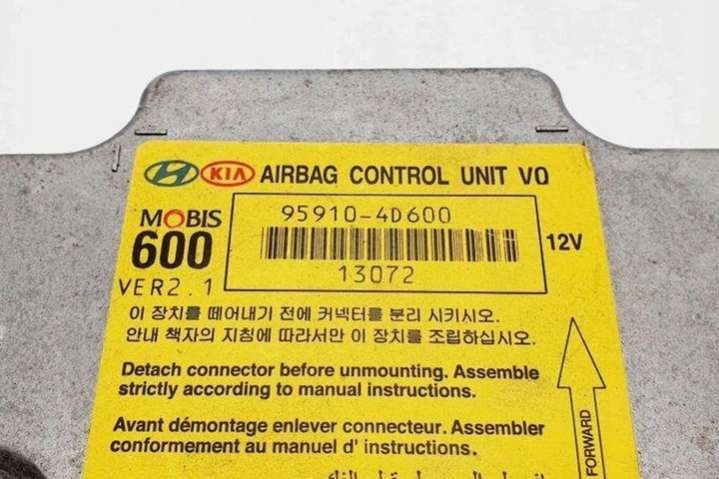 KIA AIRBAG CONTROL UNIT VQ
MOBIS
600
VER2.1
95910-4D600
13072
12V
이 장치를 떼어내기 전에 커넥터를 분리 시키시오.
안내 책자의 지침에 따라서만 이 장치를 조립하십시오.
Detach connector before unmounting. Assemble
strictly according to manual instructions.
Avant démontage enlever connecteur. Assembler
conformement au manuel d' instructions.
FORWARD